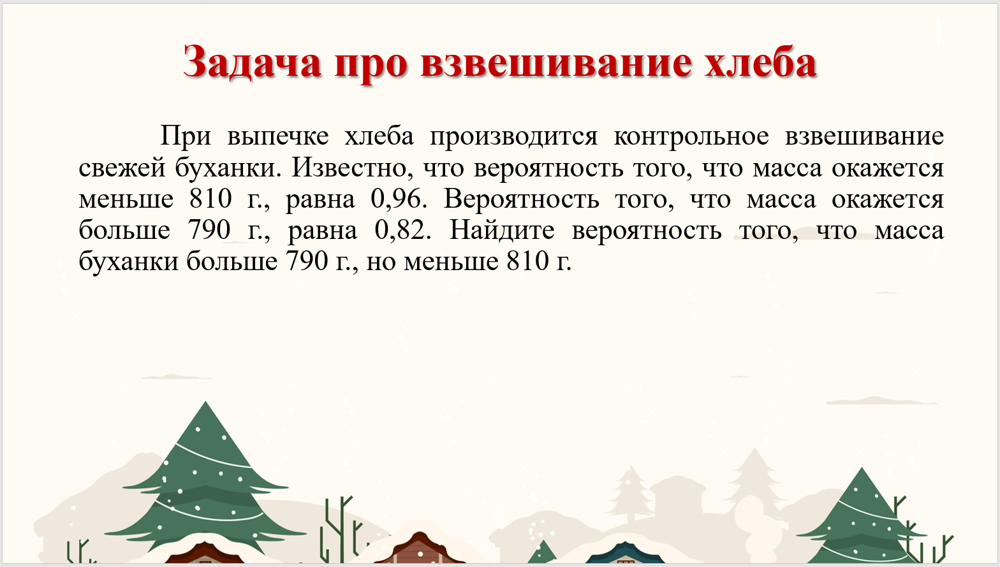 Задача про взвешивание хлеба
При выпечке хлеба производится контрольное взвешивание
свежей буханки. Известно, что вероятность того, что масса окажется
меньше 810 г., равна 0,96. Вероятность того, что масса окажется
больше 790 г., равна 0,82. Найдите вероятность того, что масса
буханки больше 790 г., но меньше 810 г.